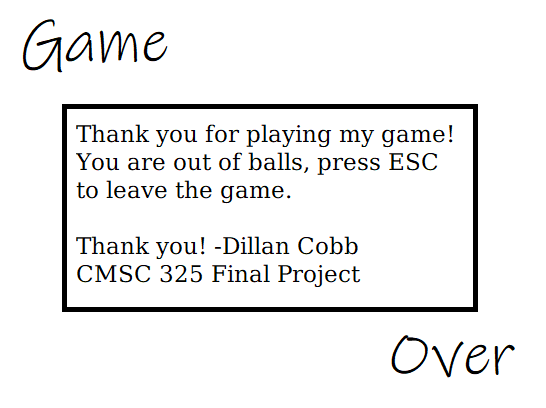 Game
Thank you for playing my game!
You are out of balls, press ESC
to leave the game.
Thank you! -Dillan Cobb
CMSC 325 Final Project
Over